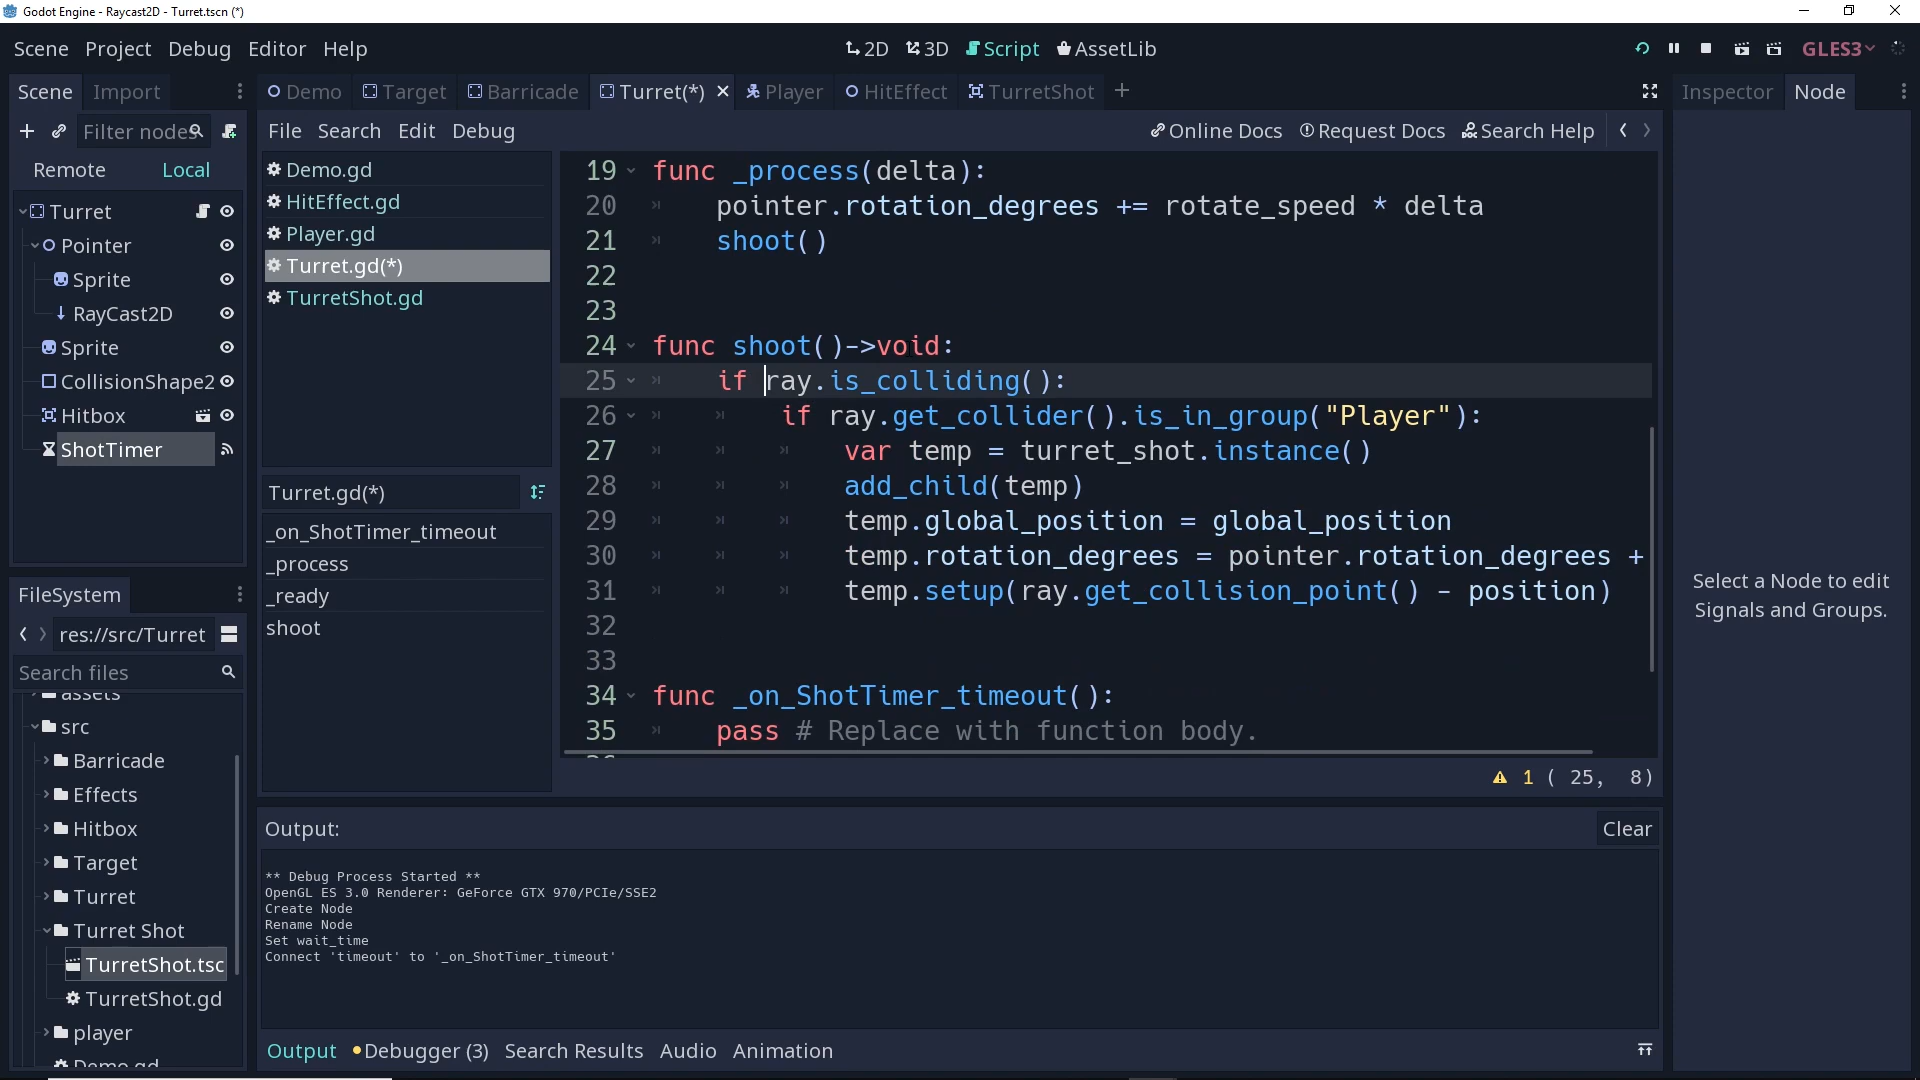 Godot Engine - Raycast2D - Turret.tscn (*)
Scene Project Debug Editor Help
2D 3D Script AssetLib
GLES3
Scene Import
Demo Target Barricade Turret(*) Player HitEffect TurretShot
Inspector Node
Filter nodes
File Search Edit Debug
Online Docs Request Docs Search Help
Remote Local
Turret
Pointer
Sprite
RayCast2D
Sprite
CollisionShape2
Hitbox
ShotTimer
Demo.gd
HitEffect.gd
Player.gd
Turret.gd(*)
TurretShot.gd
Turret.gd(*)
_on_ShotTimer_timeout
_process
_ready
shoot
19 func _process(delta):
20 pointer.rotation_degrees += rotate_speed * delta
21 shoot()
22
23
24 func shoot()->void:
25 if ray.is_colliding():
26 if ray.get_collider().is_in_group("Player"):
27 var temp = turret_shot.instance()
28 add_child(temp)
29 temp.global_position = global_position
30 temp.rotation_degrees = pointer.rotation_degrees +
31 temp.setup(ray.get_collision_point() - position)
32
33
34 func _on_ShotTimer_timeout():
35 pass # Replace with function body.
1 ( 25, 8)
Select a Node to edit
Signals and Groups.
FileSystem
res://src/Turret
Search files
assets
src
Barricade
Effects
Hitbox
Target
Turret
Turret Shot
TurretShot.tsc
TurretShot.gd
player
Demo.gd
Output:
Clear
** Debug Process Started **
OpenGL ES 3.0 Renderer: GeForce GTX 970/PCIe/SSE2
Create Node
Rename Node
Set wait_time
Connect 'timeout' to '_on_ShotTimer_timeout'
Output Debugger (3) Search Results Audio Animation